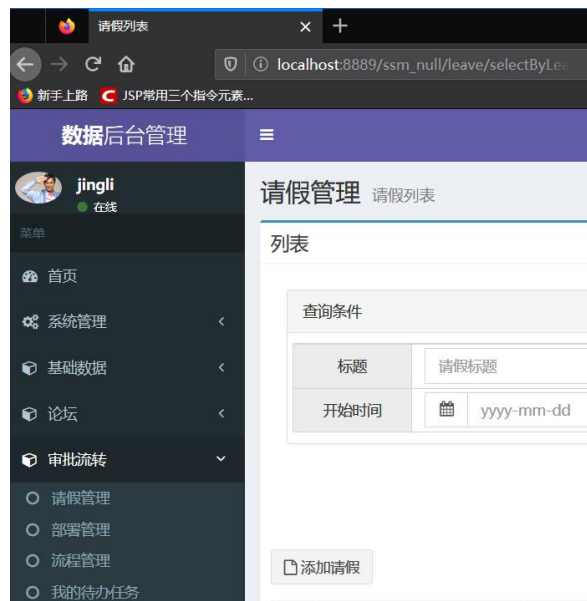 请假列表
localhost:8889/ssm_null/leave/selectByLea
新手上路 JSP常用三个指令元素...
数据后台管理
jingli
在线
请假管理 请假列表
菜单
列表
首页
查询条件
系统管理
标题 请假标题
基础数据
开始时间 yyyy-mm-dd
论坛
审批流转
请假管理
部署管理
流程管理
添加请假
我的待办任务